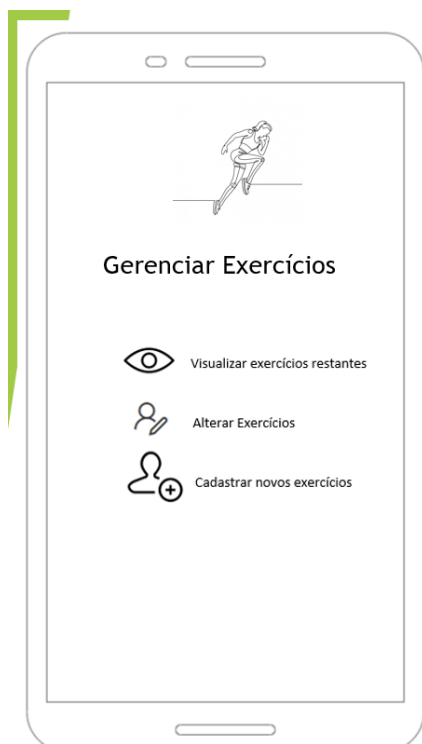 Gerenciar Exercícios
Visualizar exercícios restantes
Alterar Exercícios
Cadastrar novos exercícios